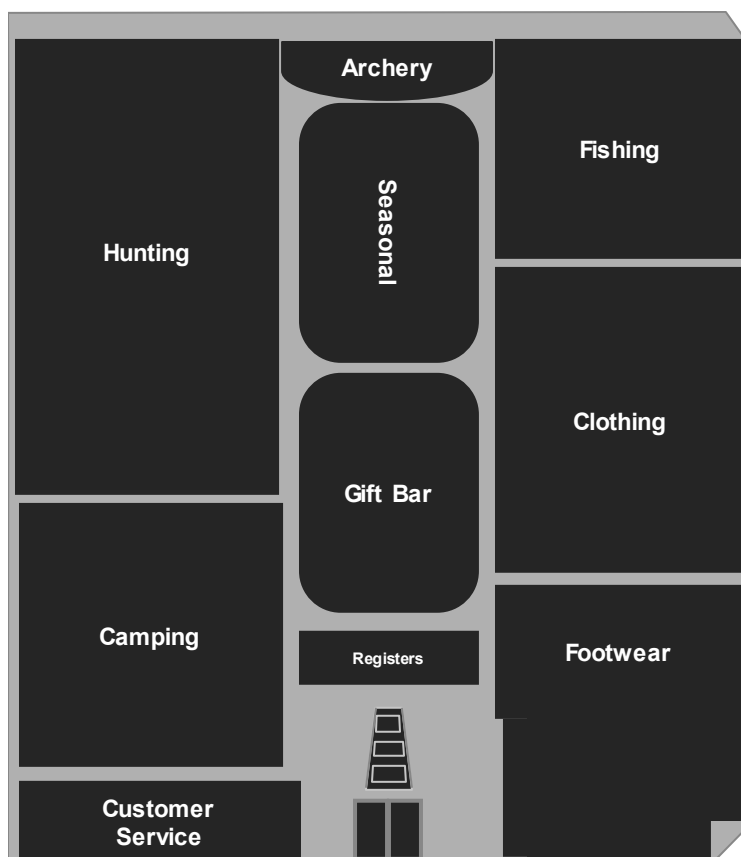 Archery
Fishing
Seasonal
Hunting
Clothing
Gift Bar
Camping
Registers
Footwear
Customer
Service